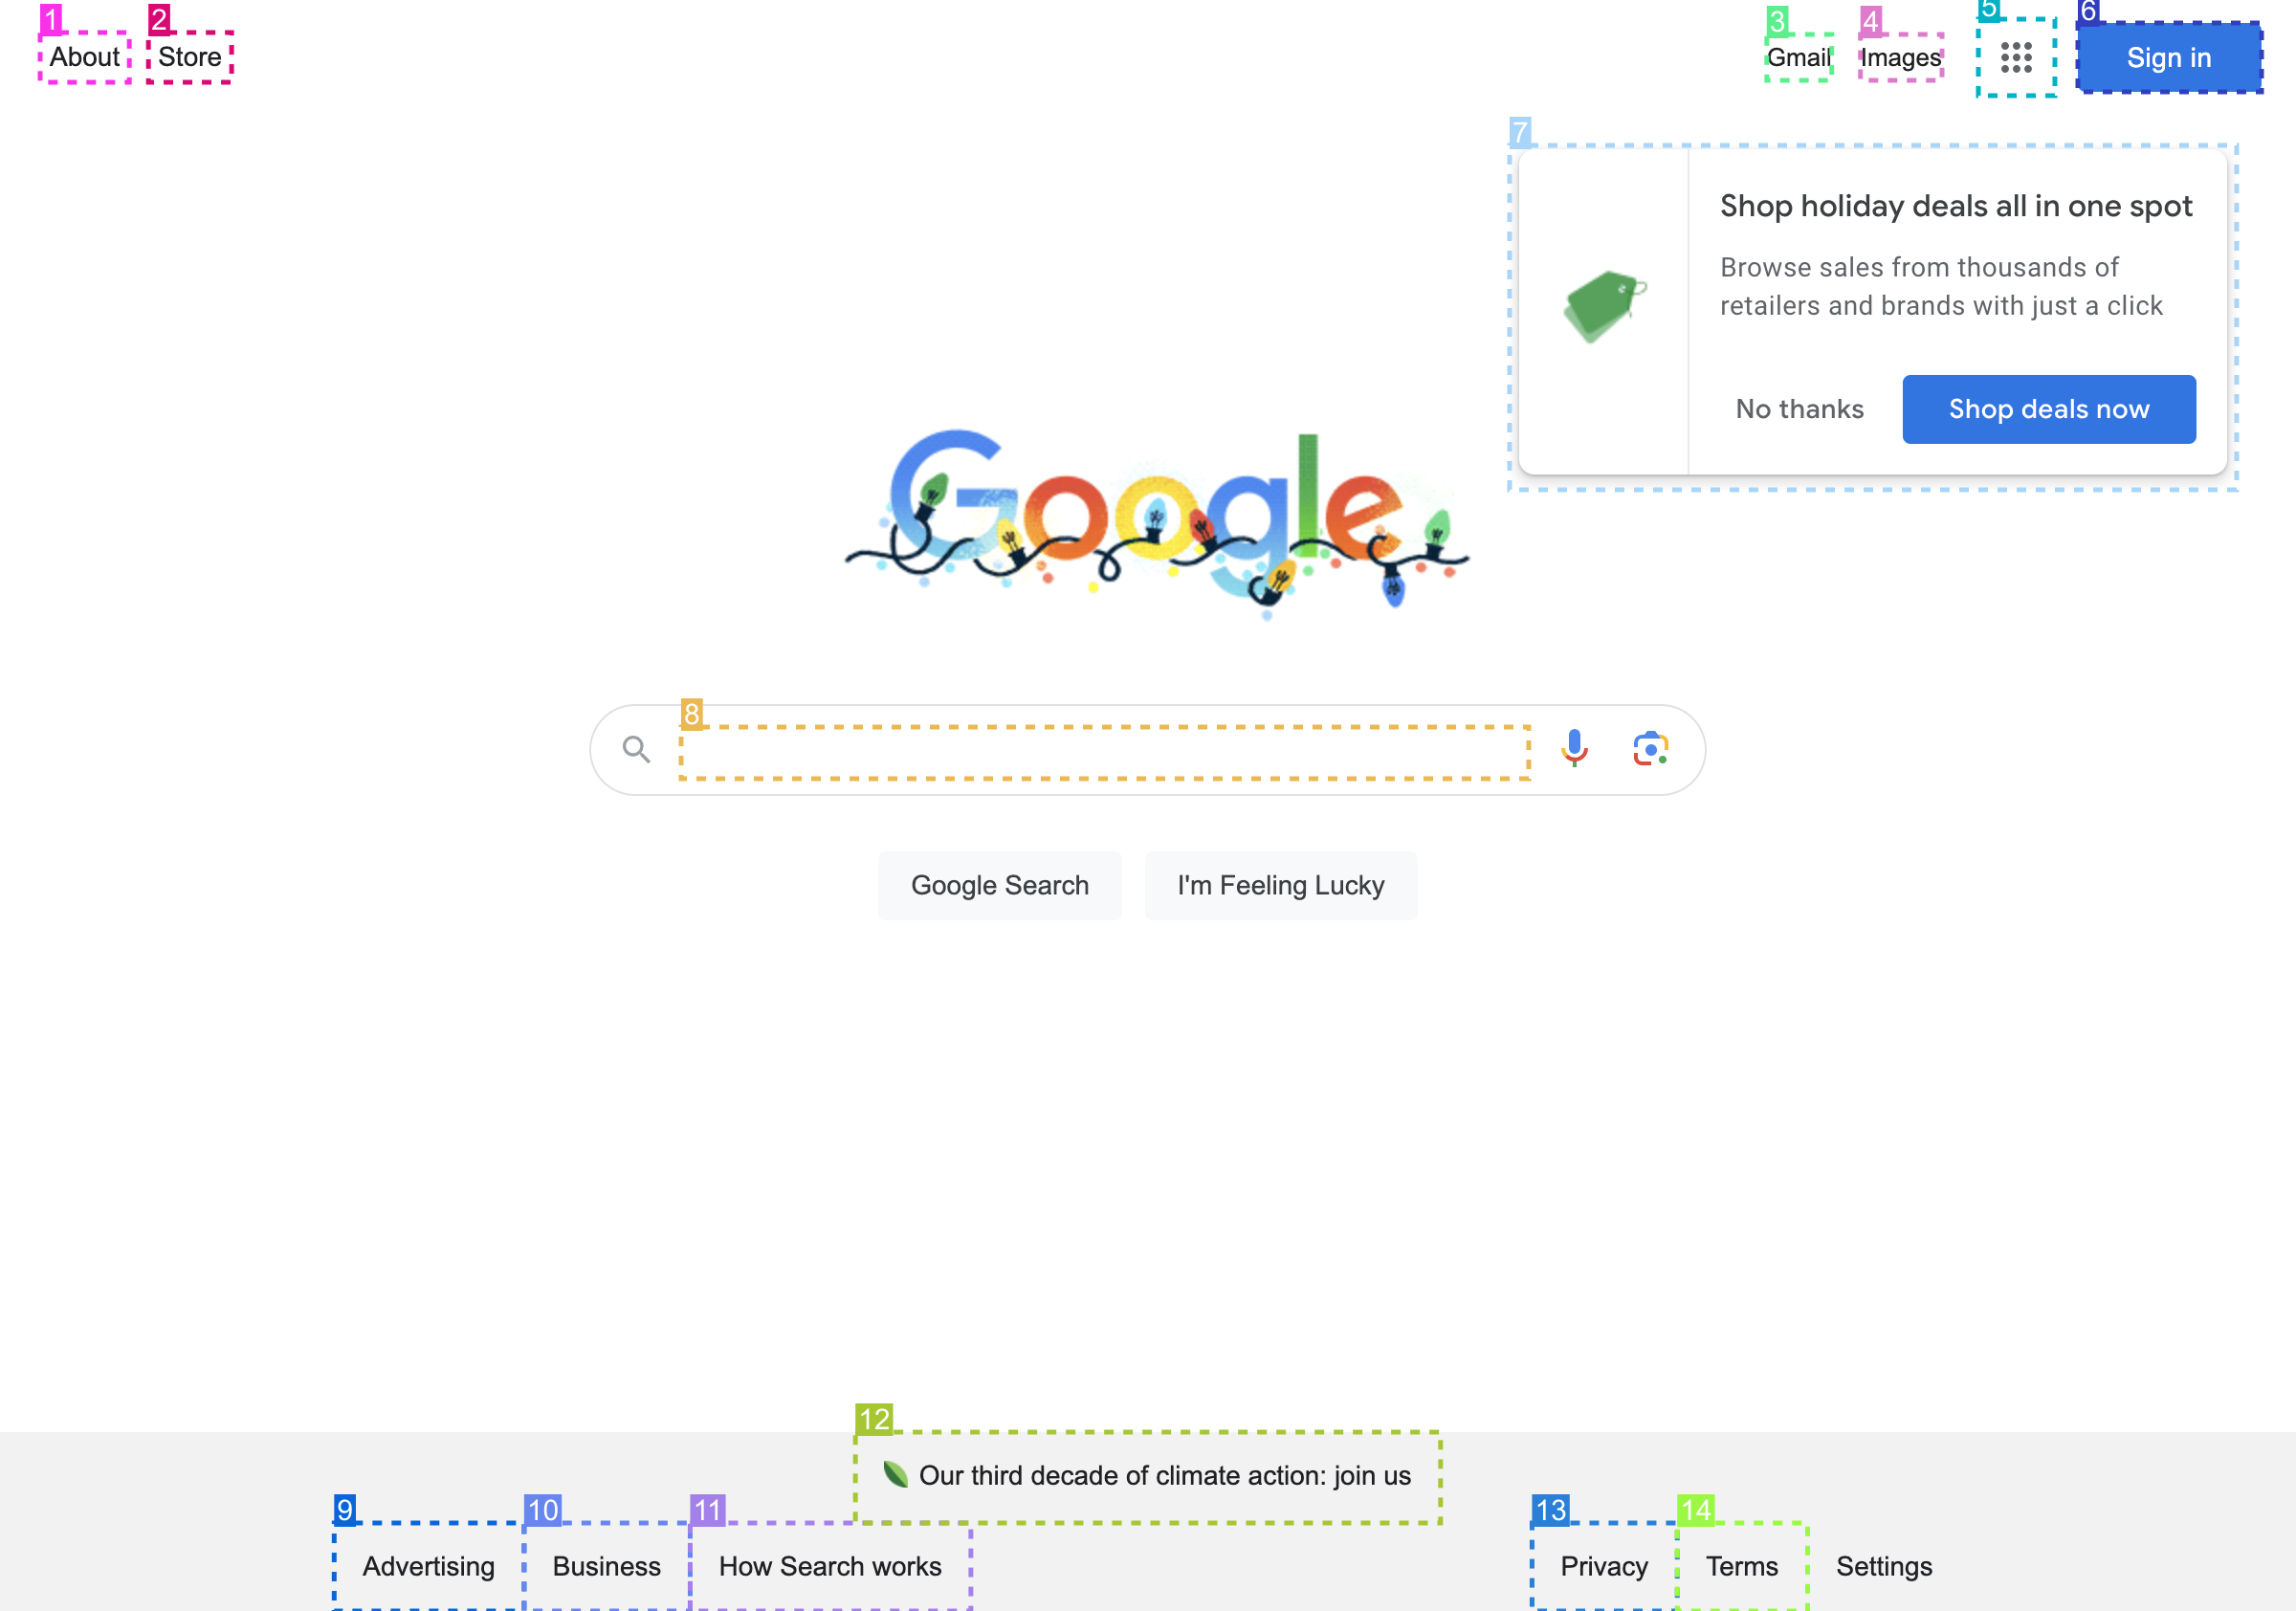 1
2
3
4
5
6
About
Store
Gmail
Images
Sign in
7
Shop holiday deals all in one spot
Browse sales from thousands of
retailers and brands with just a click
No thanks
Shop deals now
Google
8
Google Search
I'm Feeling Lucky
12
Our third decade of climate action: join us
9
10
11
13
14
Advertising
Business
How Search works
Privacy
Terms
Settings